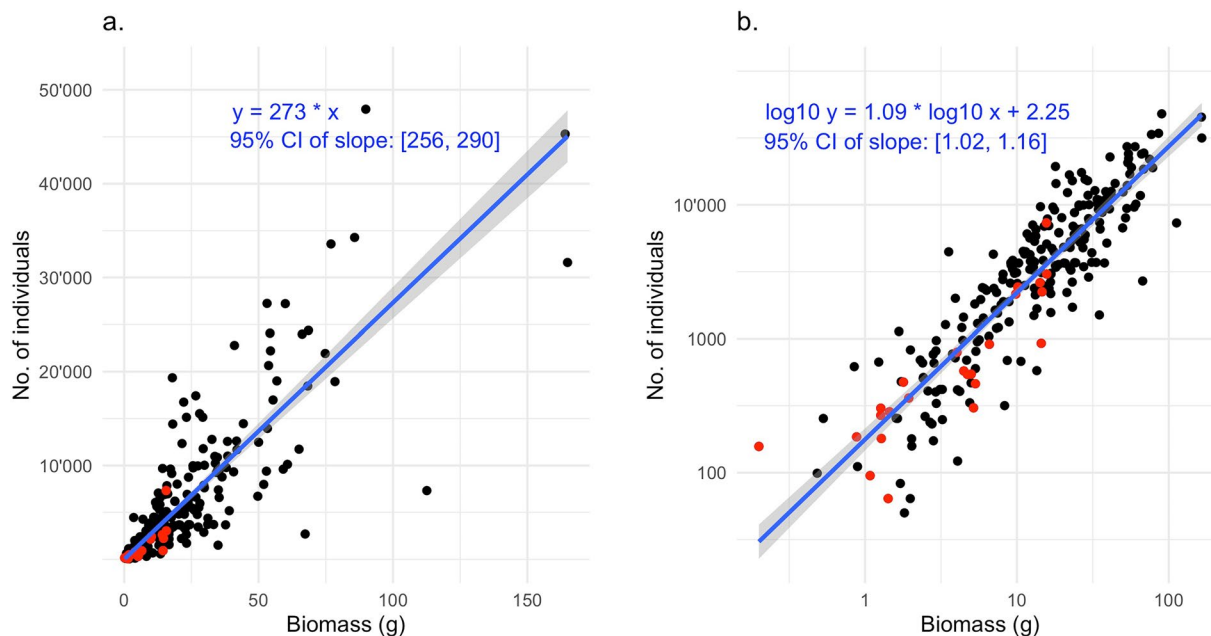 a.
y = 273 * x
95% CI of slope: [256, 290]
No. of individuals
50'000
40'000
30'000
20'000
10'000
0
0
50
100
150
Biomass (g)
b.
log10 y = 1.09 * log10 x + 2.25
95% CI of slope: [1.02, 1.16]
No. of individuals
10'000
1000
100
1
10
100
Biomass (g)